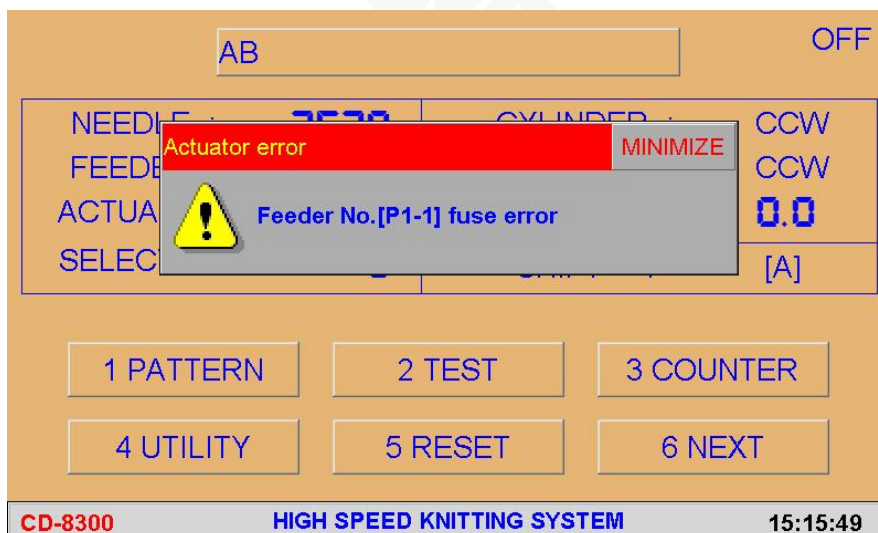 AB
OFF
CCW
CCW
0.0
[A]
Actuator error
MINIMIZE
Feeder No.[P1-1] fuse error
1 PATTERN
2 TEST
3 COUNTER
4 UTILITY
5 RESET
6 NEXT
CD-8300
HIGH SPEED KNITTING SYSTEM
15:15:49